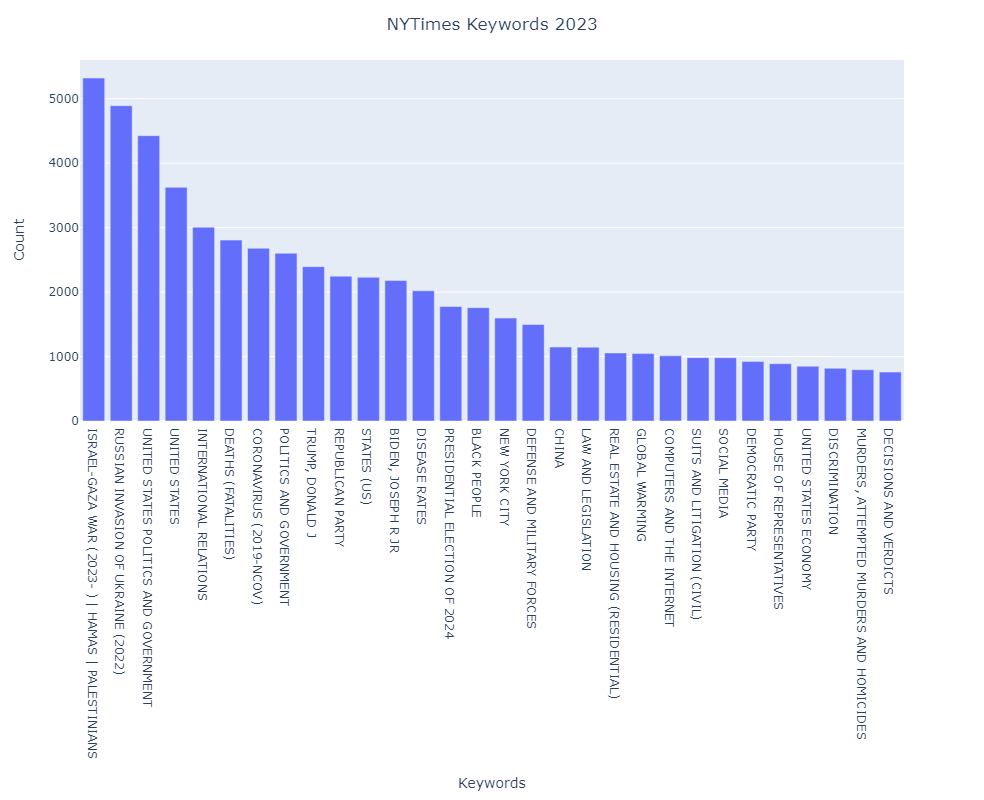 NYTimes Keywords 2023
Count
5000
4000
3000
2000
1000
0
ISRAEL-GAZA WAR (2023- ) | HAMAS | PALESTINIANS
RUSSIAN INVASION OF UKRAINE (2022)
UNITED STATES POLITICS AND GOVERNMENT
UNITED STATES
INTERNATIONAL RELATIONS
DEATHS (FATALITIES)
CORONAVIRUS (2019-NCOV)
POLITICS AND GOVERNMENT
TRUMP, DONALD J
REPUBLICAN PARTY
STATES (US)
BIDEN, JOSEPH R JR
DISEASE RATES
PRESIDENTIAL ELECTION OF 2024
BLACK PEOPLE
NEW YORK CITY
DEFENSE AND MILITARY FORCES
CHINA
LAW AND LEGISLATION
REAL ESTATE AND HOUSING (RESIDENTIAL)
GLOBAL WARMING
COMPUTERS AND THE INTERNET
SUITS AND LITIGATION (CIVIL)
SOCIAL MEDIA
DEMOCRATIC PARTY
HOUSE OF REPRESENTATIVES
UNITED STATES ECONOMY
DISCRIMINATION
MURDERS, ATTEMPTED MURDERS AND HOMICIDES
DECISIONS AND VERDICTS
Keywords